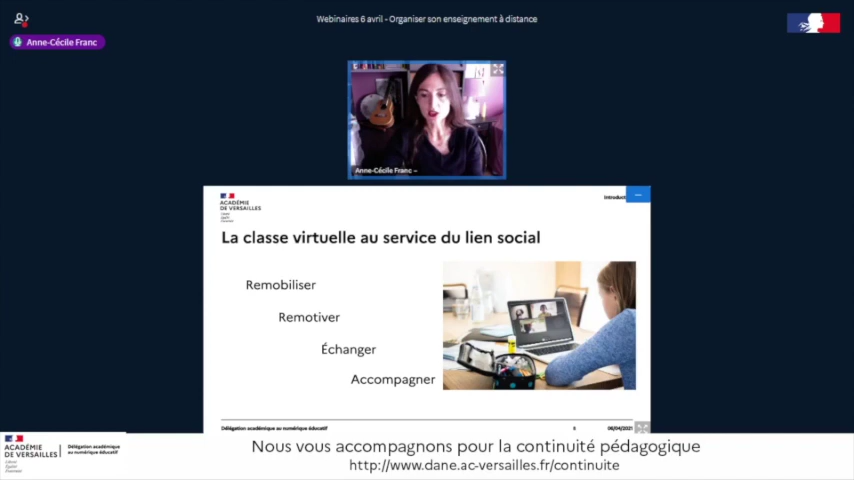 Webinaires 6 avril - Organiser son enseignement à distance
Anne-Cécile Franc
Anne-Cécile Franc
ACADÉMIE
DE VERSAILLES
Introduct
La classe virtuelle au service du lien social
Remobiliser
Remotiver
Échanger
Accompagner
Délégation académique au numérique éducatif
08/04/2021
ACADÉMIE
DE VERSAILLES
Liberté
Égalité
Fraternité
Délégation académique
au numérique éducatif
Nous vous accompagnons pour la continuité pédagogique
http://www.dane.ac-versailles.fr/continuite